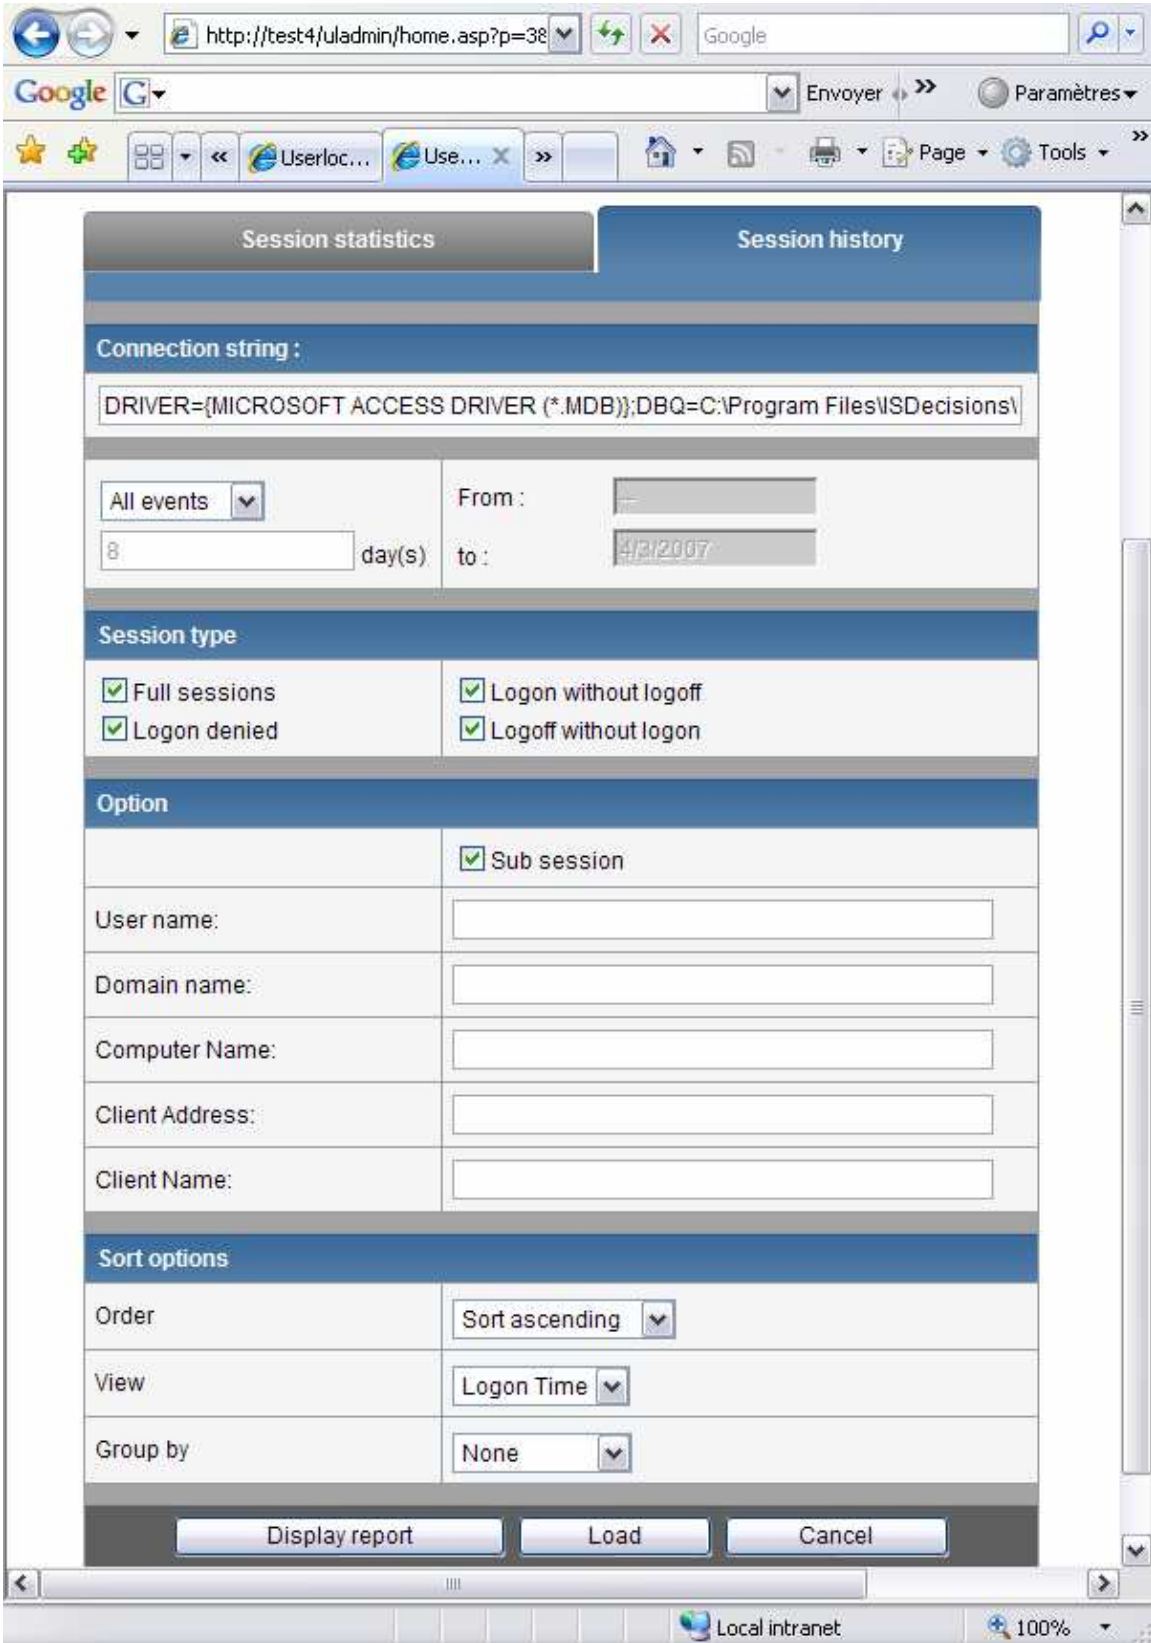 http://test4/uladmin/home.asp?p=38 Google
Google G Envoyer Paramètres
Userloc... Use... Page Tools
Session statistics Session history
Connection string :
DRIVER={MICROSOFT ACCESS DRIVER (*.MDB)};DBQ=C:\Program Files\ISDecisions\
All events From : ---
8 day(s) to : 4/3/2007
Session type
Full sessions Logon without logoff
Logon denied Logoff without logon
Option
Sub session
User name:
Domain name:
Computer Name:
Client Address:
Client Name:
Sort options
Order Sort ascending
View Logon Time
Group by None
Display report Load Cancel
Local intranet 100%